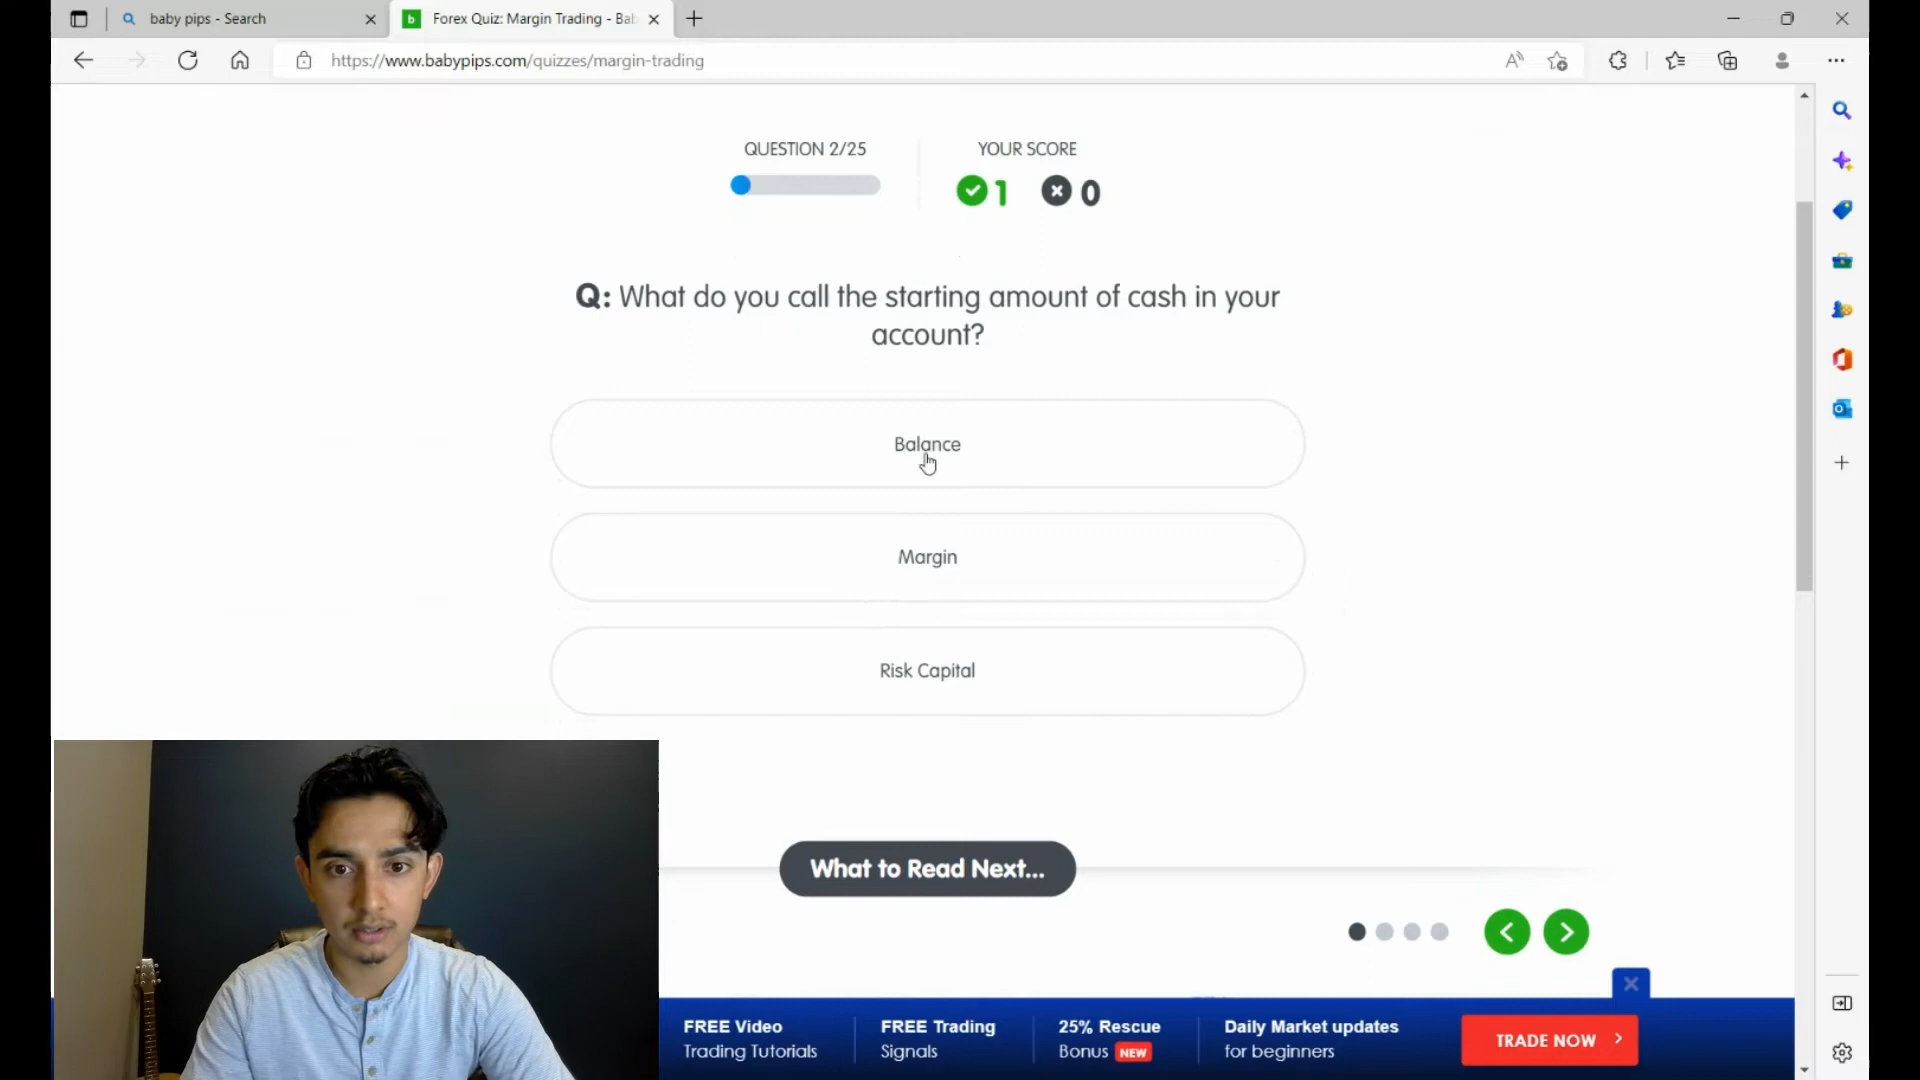 baby pips - Search
Forex Quiz: Margin Trading - Bab
https://www.babypips.com/quizzes/margin-trading
QUESTION 2/25
YOUR SCORE
1 0
Q: What do you call the starting amount of cash in your
account?
Balance
Margin
Risk Capital
What to Read Next...
FREE Video
Trading Tutorials
FREE Trading
Signals
25% Rescue
Bonus NEW
Daily Market updates
for beginners
TRADE NOW